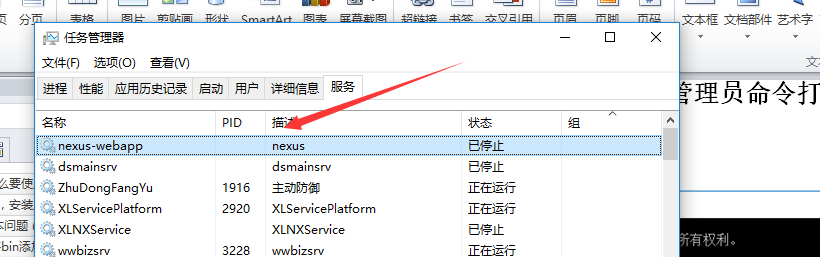 分页 表格 图片 剪贴画 形状 SmartArt 图表 屏幕截图 超链接 书签 交叉引用 页眉 页脚 页码 文本框 文档部件 艺术字
任务管理器
文件(F) 选项(O) 查看(V)
进程 性能 应用历史记录 启动 用户 详细信息 服务
管理员命令打
名称 PID 描述 状态 组
nexus-webapp nexus 已停止
dsmainsrv dsmainsrv 已停止
么要使
ZhuDongFangYu 1916 主动防御 正在运行
,安装
XLServicePlatform 2920 XLServicePlatform 正在运行
本问题
XLNXService XLNXService 已停止
所有权利。
bin添加
wwbizsrv 3228 wwbizsrv 正在运行